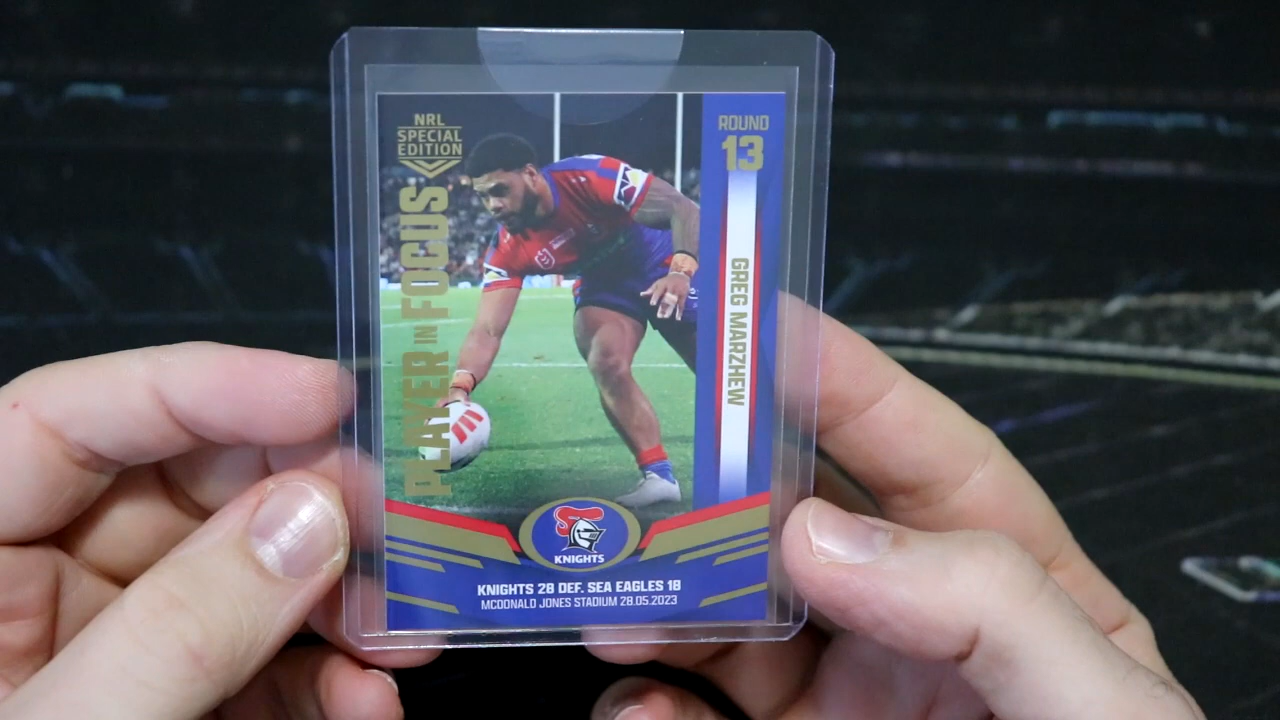 NRL
SPECIAL
EDITION
PLAYER IN FOCUS
ROUND
13
GREG MARZHEW
KNIGHTS
KNIGHTS 28 DEF. SEA EAGLES 18
MCDONALD JONES STADIUM 28.05.2023